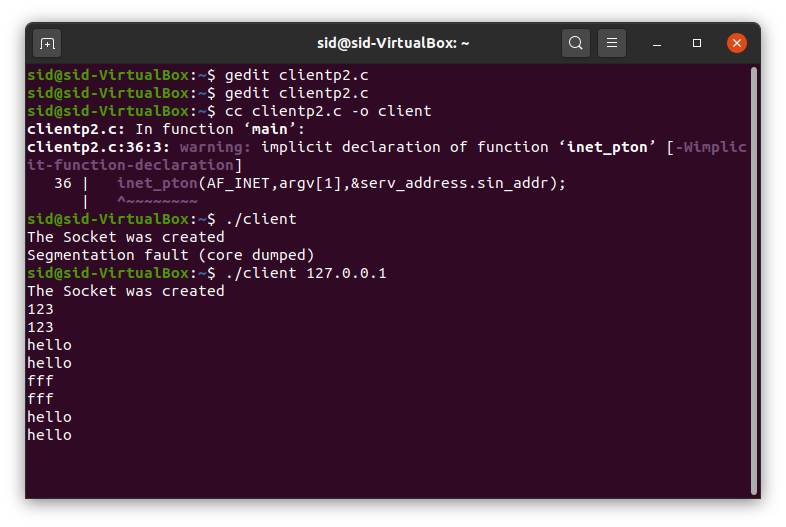 sid@sid-VirtualBox: ~
sid@sid-VirtualBox:~$ gedit clientp2.c
sid@sid-VirtualBox:~$ gedit clientp2.c
sid@sid-VirtualBox:~$ cc clientp2.c -o client
clientp2.c: In function ‘main’:
clientp2.c:36:3: warning: implicit declaration of function ‘inet_pton’ [-Wimplic
it-function-declaration]
   36 |   inet_pton(AF_INET,argv[1],&serv_address.sin_addr);
      |   ^~~~~~~~~
sid@sid-VirtualBox:~$ ./client
The Socket was created
Segmentation fault (core dumped)
sid@sid-VirtualBox:~$ ./client 127.0.0.1
The Socket was created
123
123
hello
hello
fff
fff
hello
hello